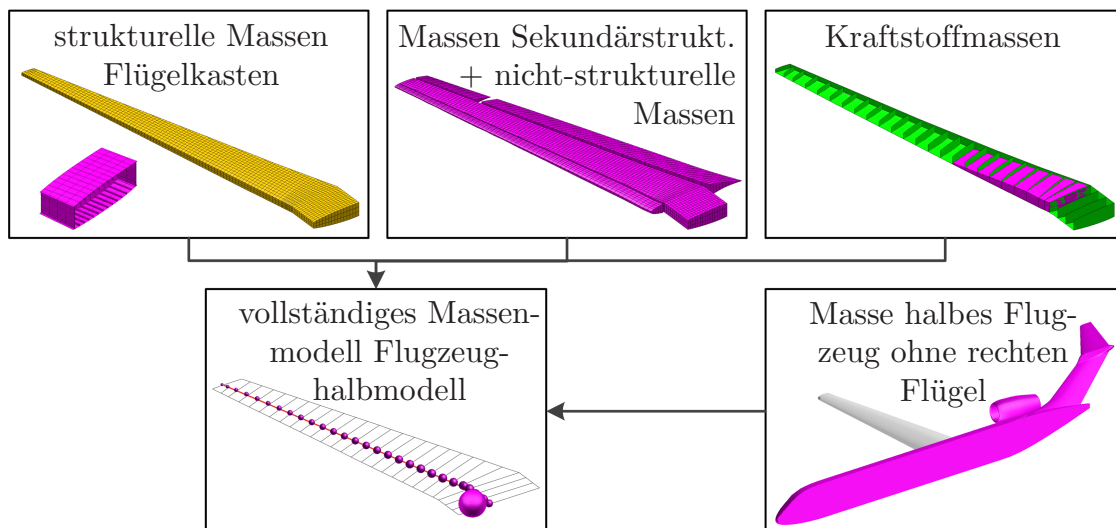 strukturelle Massen
Flügelkasten
Massen Sekundärstrukt.
+ nicht-strukturelle
Massen
Kraftstoffmassen
vollständiges Massen-
modell Flugzeug-
halbmodell
Masse halbes Flug-
zeug ohne rechten
Flügel